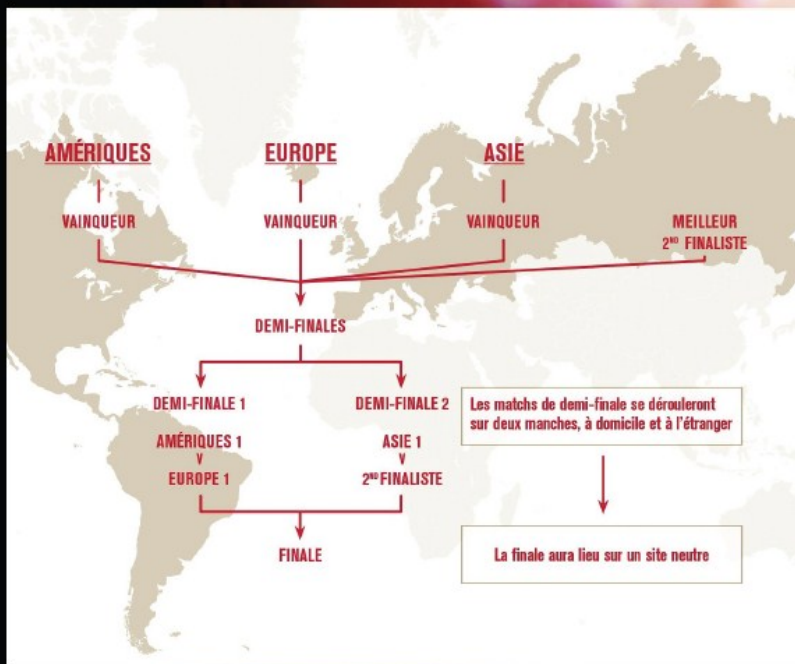 AMÉRIQUES
EUROPE
ASIE
VAINQUEUR
VAINQUEUR
VAINQUEUR
MEILLEUR
2ND FINALISTE
DEMI-FINALES
DEMI-FINALE 1
DEMI-FINALE 2
AMÉRIQUES 1
V
EUROPE 1
ASIE 1
V
2ND FINALISTE
FINALE
Les matchs de demi-finale se dérouleront
sur deux manches, à domicile et à l'étranger
La finale aura lieu sur un site neutre